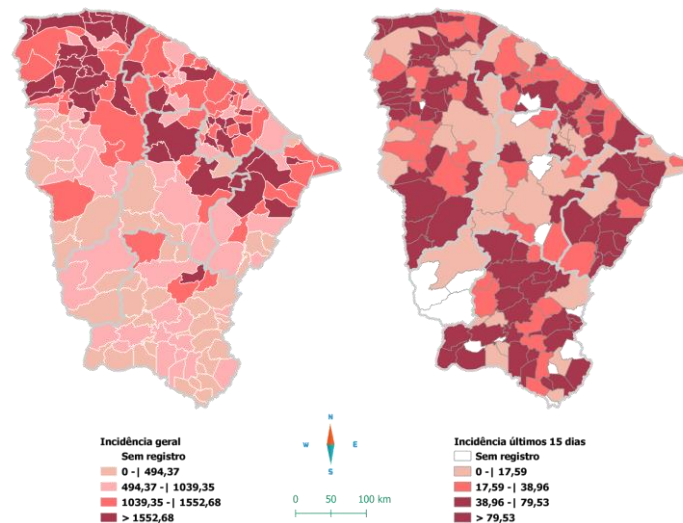 Incidência geral
Sem registro
0 -| 494,37
494,37 -| 1039,35
1039,35 -| 1552,68
> 1552,68
N
W E
S
0 50 100 km
Incidência últimos 15 dias
Sem registro
0 -| 17,59
17,59 -| 38,96
38,96 -| 79,53
> 79,53